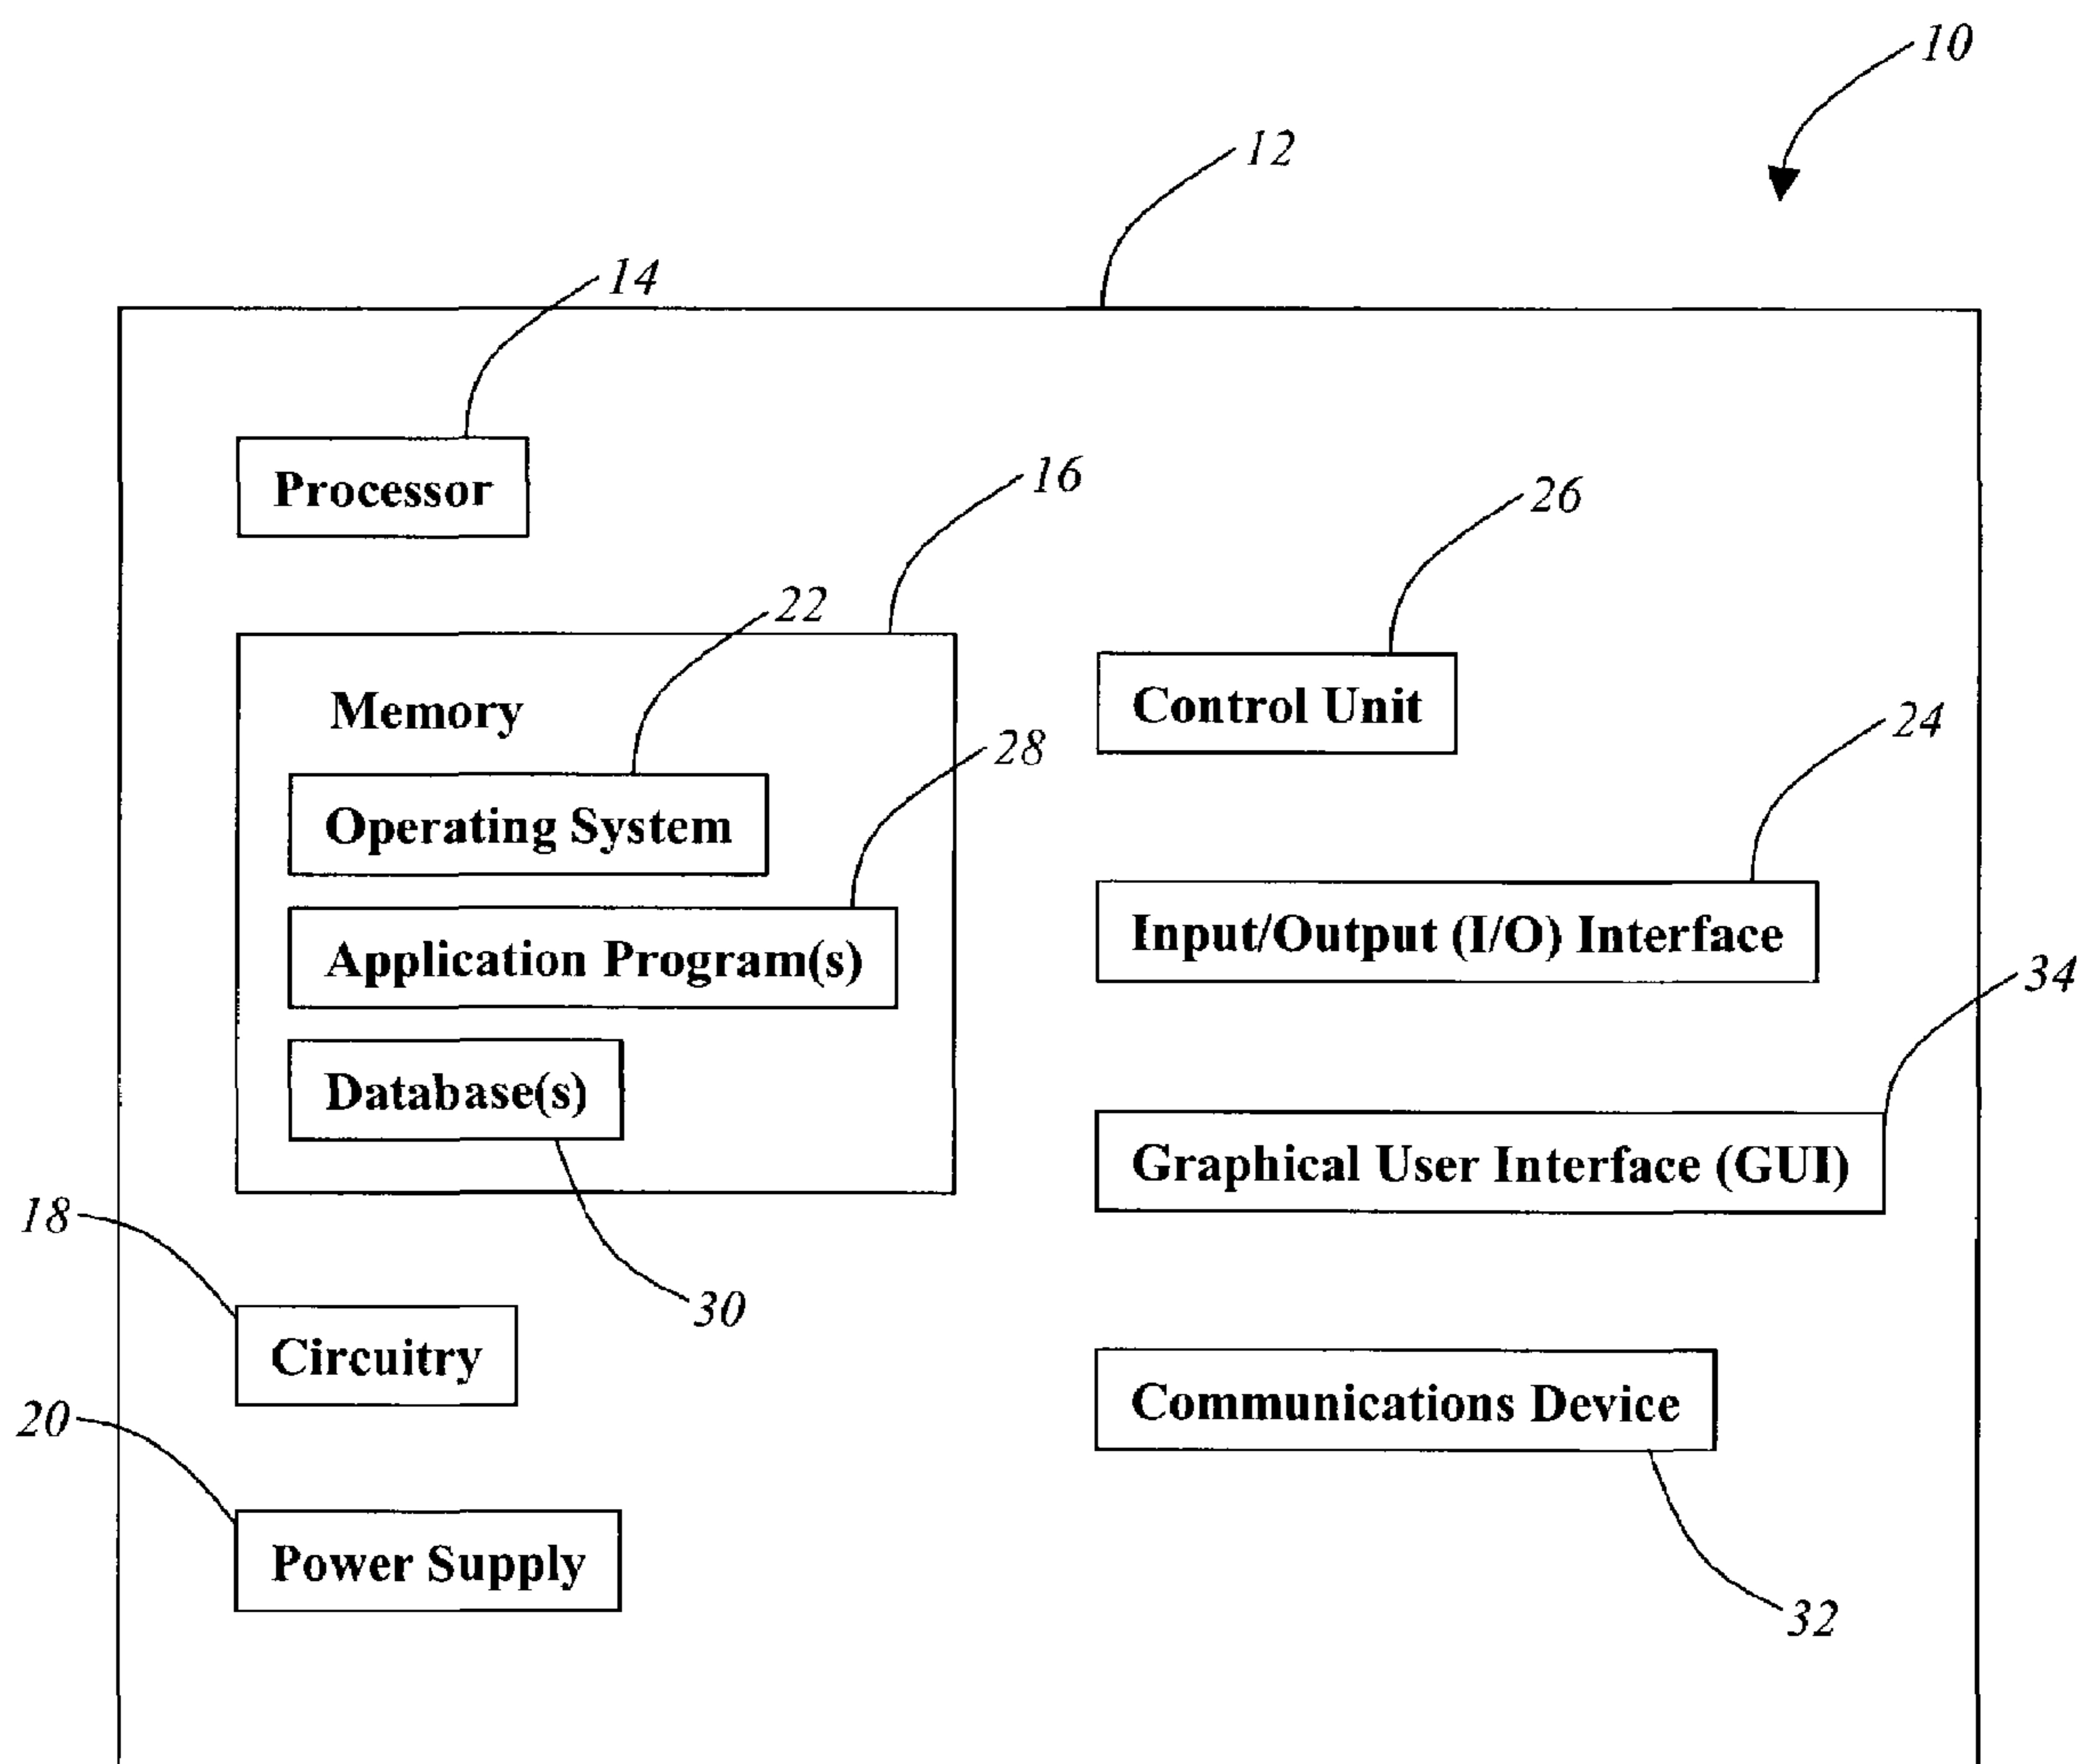 10
12
14
Processor
16
26
22
Memory
Control Unit
28
24
Operating System
Input/Output (I/O) Interface
Application Program(s)
34
Database(s)
Graphical User Interface (GUI)
18
30
Circuitry
Communications Device
20
Power Supply
32